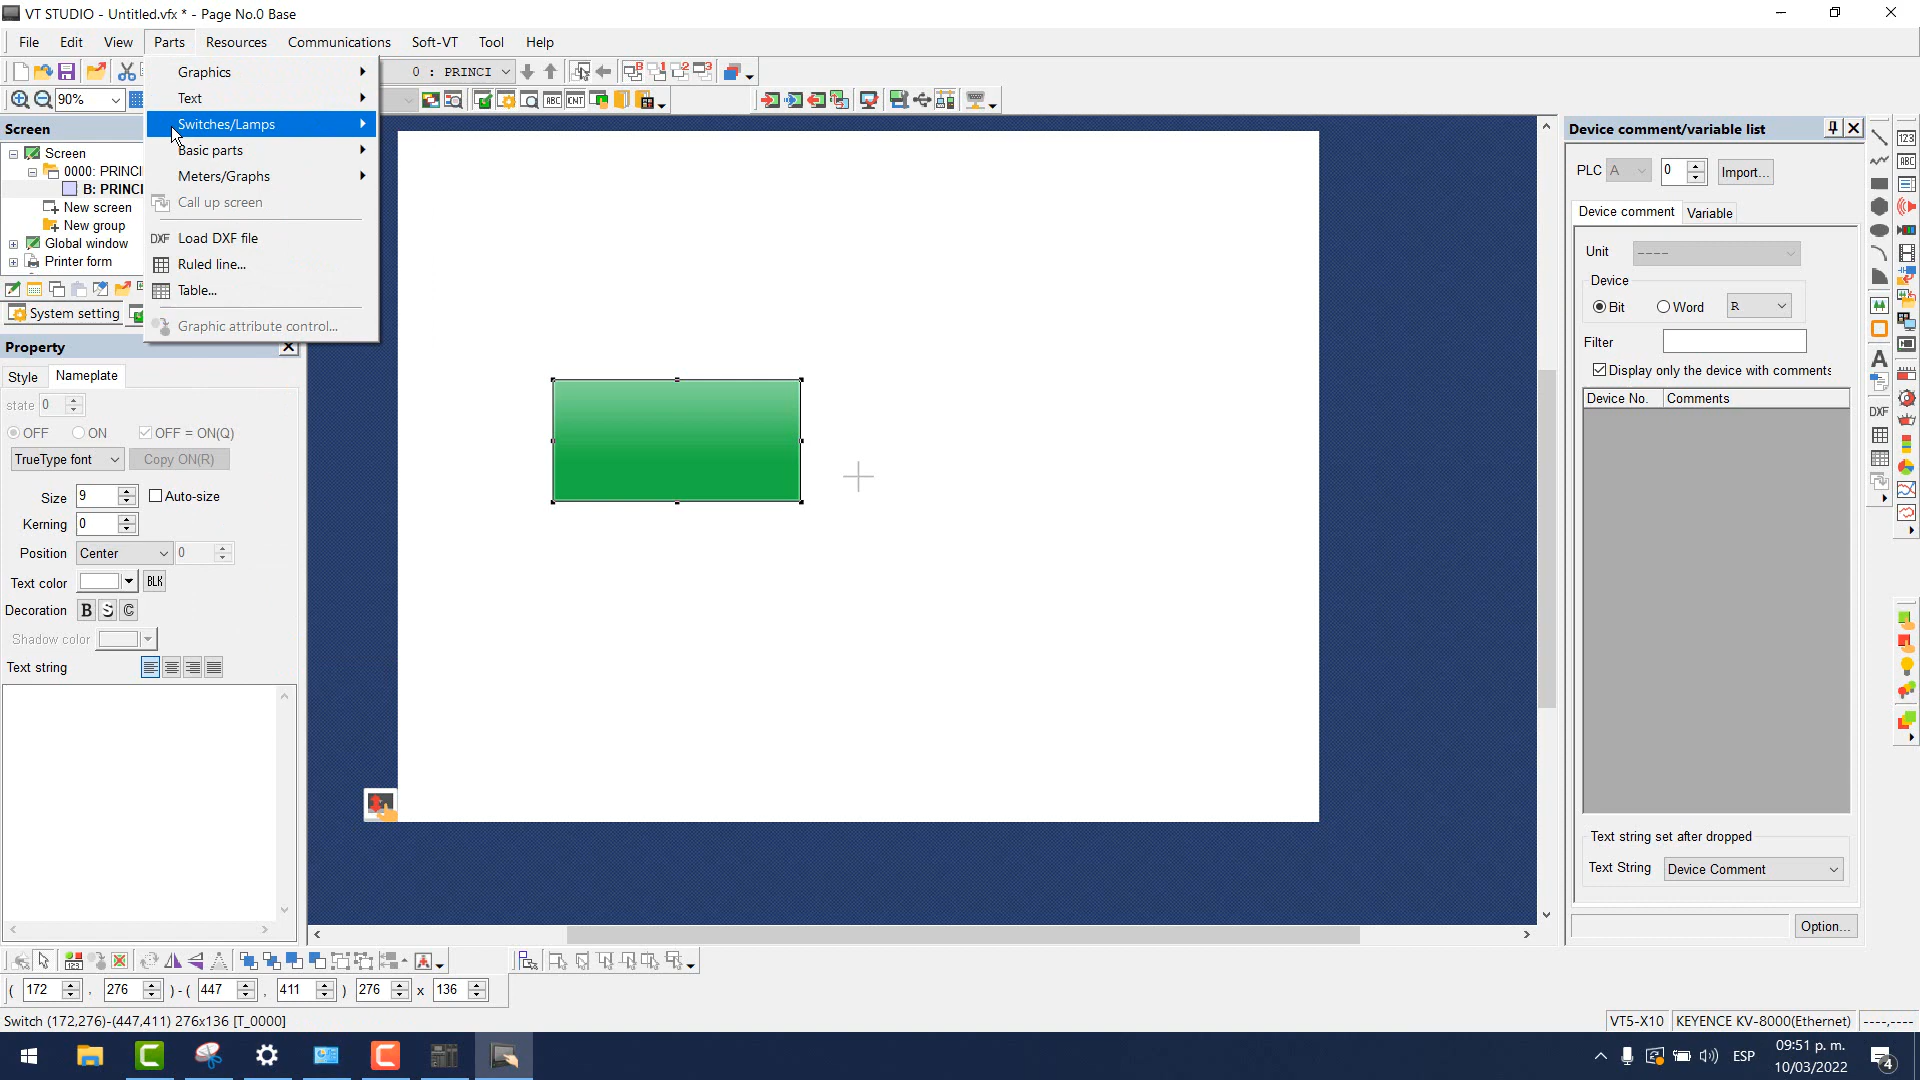 VT STUDIO - Untitled.vfx * - Page No.0 Base
File Edit View Parts Resources Communications Soft-VT Tool Help
0 : PRINCI
90%
Graphics
Text
Switches/Lamps
Basic parts
Meters/Graphs
Call up screen
DXF Load DXF file
Ruled line...
Table...
Graphic attribute control...
Screen
Screen
0000: PRINCI
B: PRINCI
New screen
New group
Global window
Printer form
System setting
Property
Style Nameplate
state 0
OFF ON OFF = ON(Q)
TrueType font Copy ON(R)
Size 9 Auto-size
Kerning 0
Position Center 0
Text color BLK
Decoration B S C
Shadow color
Text string
Device comment/variable list
PLC A 0 Import...
Device comment Variable
Unit ----
Device
Bit Word R
Filter
Display only the device with comments
Device No. Comments
Text string set after dropped
Text String Device Comment
Option...
( 172 , 276 ) - ( 447 , 411 ) 276 x 136
Switch (172,276)-(447,411) 276x136 [T_0000]
VT5-X10 KEYENCE KV-8000(Ethernet) ----,----
ESP
09:51 p. m.
10/03/2022
4